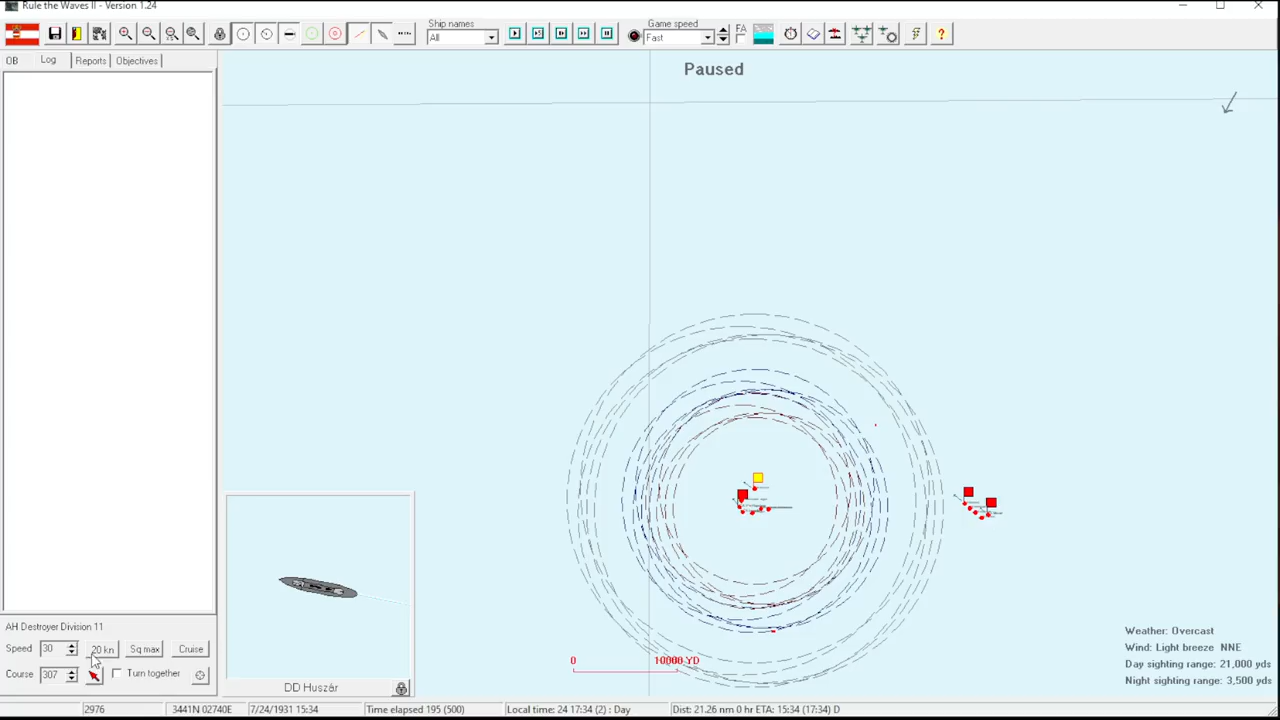 Rule the Waves II - Version 1.24
Ship names
All
Game speed
Fast
FA
OB Log Reports Objectives
Paused
AH Destroyer Division 11
Speed 30 20 kn Sq max Cruise
Course 307 Turn together
DD Huszár
0 10000 YD
Weather: Overcast
Wind: Light breeze NNE
Day sighting range: 21,000 yds
Night sighting range: 3,500 yds
2976 3441N 02740E 7/24/1931 15:34 Time elapsed 195 (500) Local time: 24 17:34 (2) : Day Dist: 21.26 nm 0 hr ETA: 15:34 (17:34) D